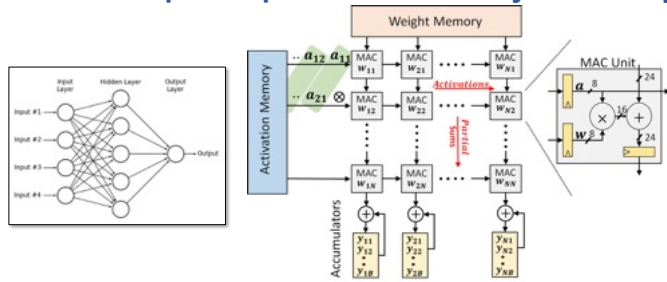 Weight Memory
Activation Memory
.. a12 a11
.. a21 ⊗
MAC w11
MAC w21
MAC wN1
Activations
MAC w12
MAC w22
MAC wN2
Partial Sums
MAC w1N
MAC w2N
MAC wNN
Accumulators
y11
y12
y1B
y21
y22
y2B
yN1
yN2
yNB
Input Layer
Hidden Layer
Output Layer
Input #1
Input #2
Input #3
Input #4
Output
MAC Unit
a
8
24
×
16
+
w
8
24